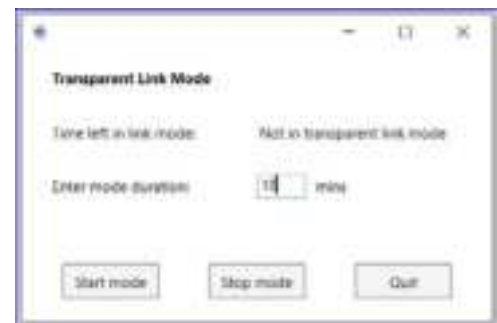 Transparent Link Mode
Time left in link mode: Not in transparent link mode
Enter mode duration: mins
Start mode Stop mode Quit